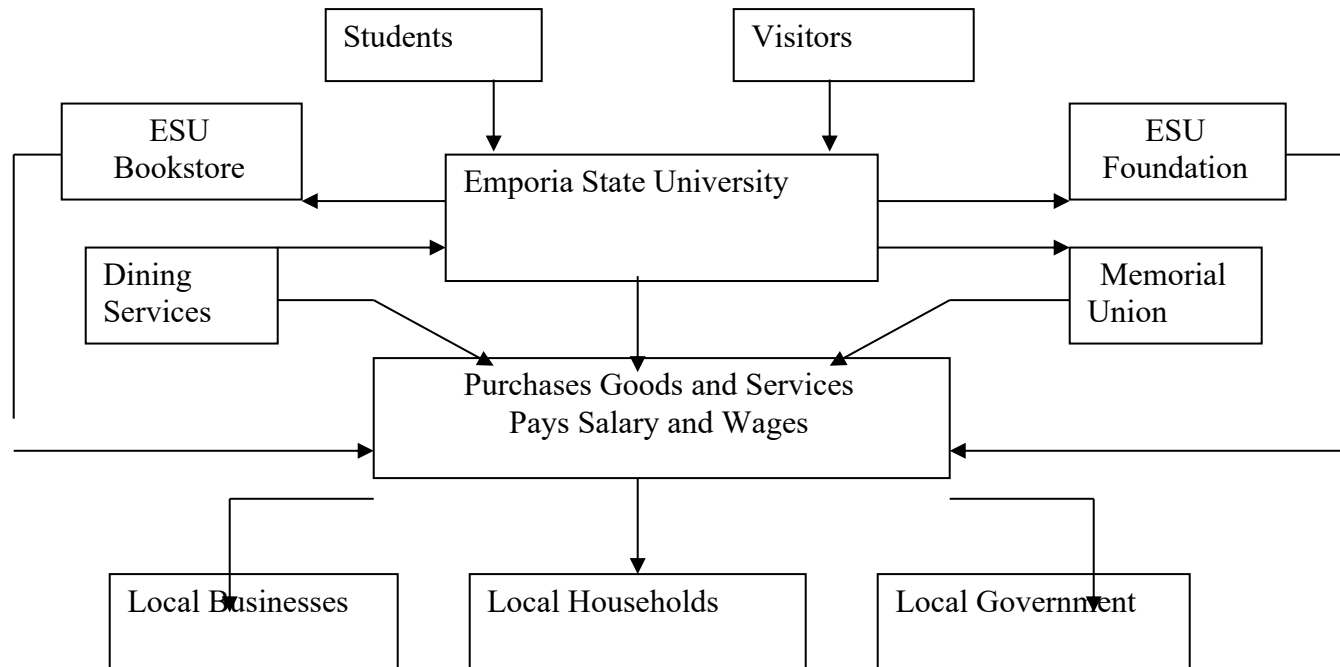 Students
Visitors
ESU
Bookstore
ESU
Foundation
Emporia State University
Dining
Services
Memorial
Union
Purchases Goods and Services
Pays Salary and Wages
Local Businesses
Local Households
Local Government